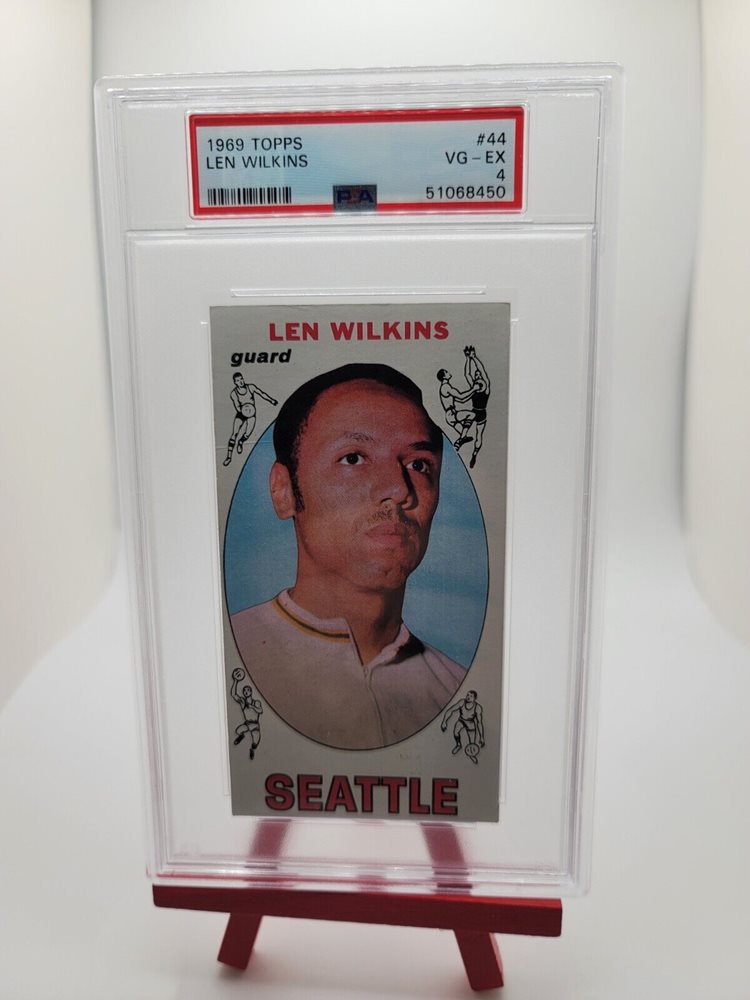 1969 TOPPS #44
LEN WILKINS VG-EX
4
PSA 51068450
LEN WILKINS
guard
SEATTLE